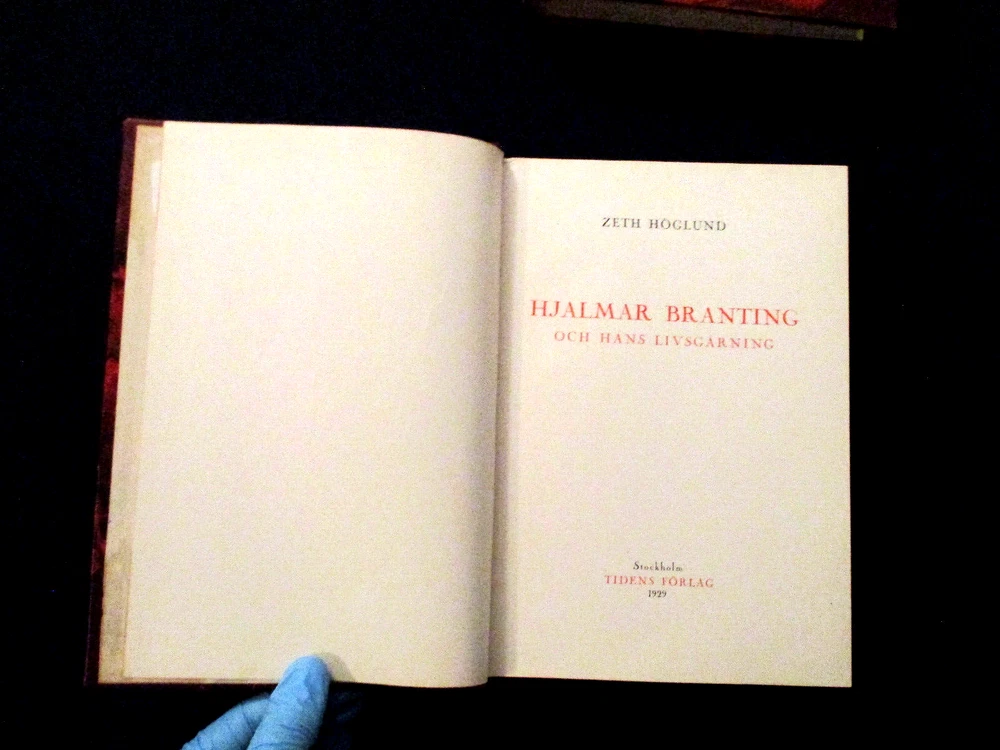 ZETH HÖGLUND
HJALMAR BRANTING
OCH HANS LIVSGÄRNING
Stockholm
TIDENS FÖRLAG
1929